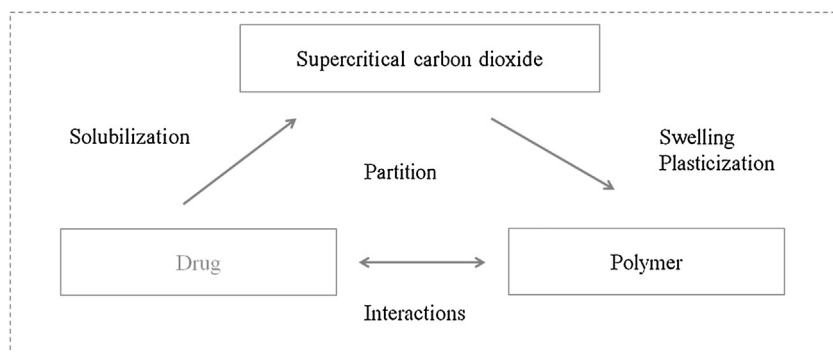 Supercritical carbon dioxide
Solubilization
Swelling
Plasticization
Partition
Drug
Polymer
Interactions